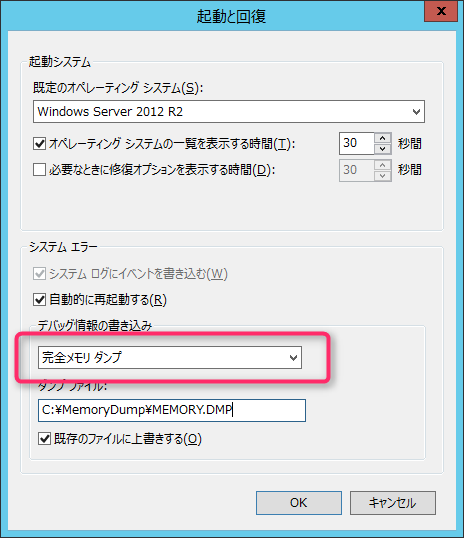 起動と回復
x
起動システム
既定のオペレーティング システム(S):
Windows Server 2012 R2
オペレーティング システムの一覧を表示する時間(T): 30 秒間
必要なときに修復オプションを表示する時間(D): 30 秒間
システム エラー
システム ログにイベントを書き込む(W)
自動的に再起動する(R)
デバッグ情報の書き込み
完全メモリ ダンプ
ダンプ ファイル:
C:¥MemoryDump¥MEMORY.DMP
既存のファイルに上書きする(O)
OK キャンセル